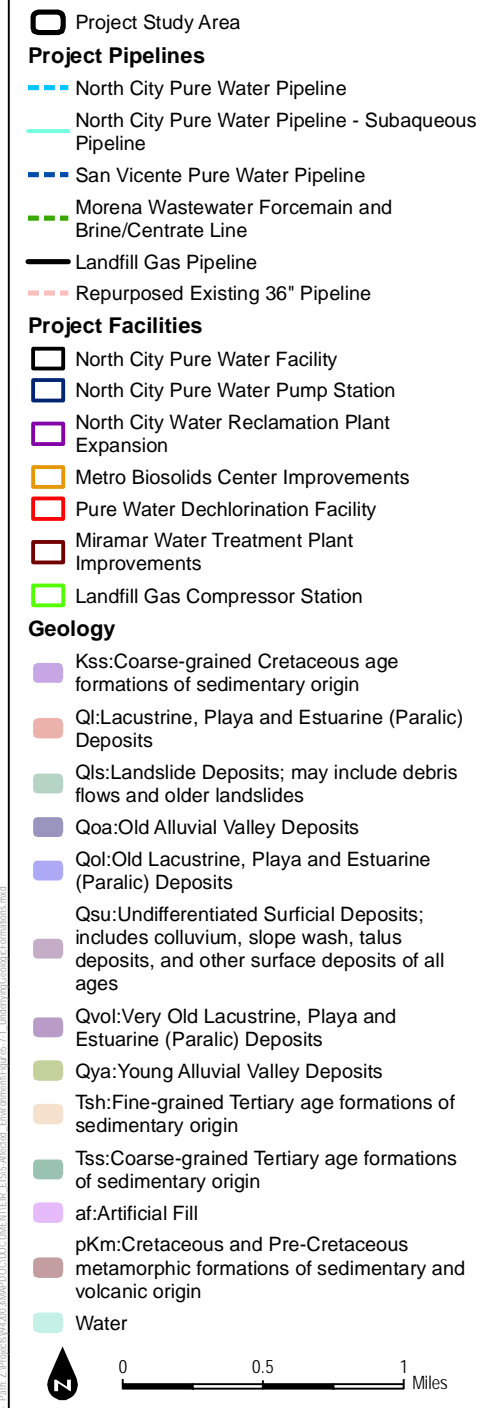 Project Study Area
Project Pipelines
North City Pure Water Pipeline
North City Pure Water Pipeline - Subaqueous
Pipeline
San Vicente Pure Water Pipeline
Morena Wastewater Forcemain and
Brine/Centrate Line
Landfill Gas Pipeline
Repurposed Existing 36" Pipeline
Project Facilities
North City Pure Water Facility
North City Pure Water Pump Station
North City Water Reclamation Plant
Expansion
Metro Biosolids Center Improvements
Pure Water Dechlorination Facility
Miramar Water Treatment Plant
Improvements
Landfill Gas Compressor Station
Geology
Kss:Coarse-grained Cretaceous age
formations of sedimentary origin
Ql:Lacustrine, Playa and Estuarine (Paralic)
Deposits
Qls:Landslide Deposits; may include debris
flows and older landslides
Qoa:Old Alluvial Valley Deposits
Qol:Old Lacustrine, Playa and Estuarine
(Paralic) Deposits
Qsu:Undifferentiated Surficial Deposits;
includes colluvium, slope wash, talus
deposits, and other surface deposits of all
ages
Qvol:Very Old Lacustrine, Playa and
Estuarine (Paralic) Deposits
Qya:Young Alluvial Valley Deposits
Tsh:Fine-grained Tertiary age formations of
sedimentary origin
Tss:Coarse-grained Tertiary age formations
of sedimentary origin
af:Artificial Fill
pKm:Cretaceous and Pre-Cretaceous
metamorphic formations of sedimentary and
volcanic origin
Water
N
0 0.5 1
Miles